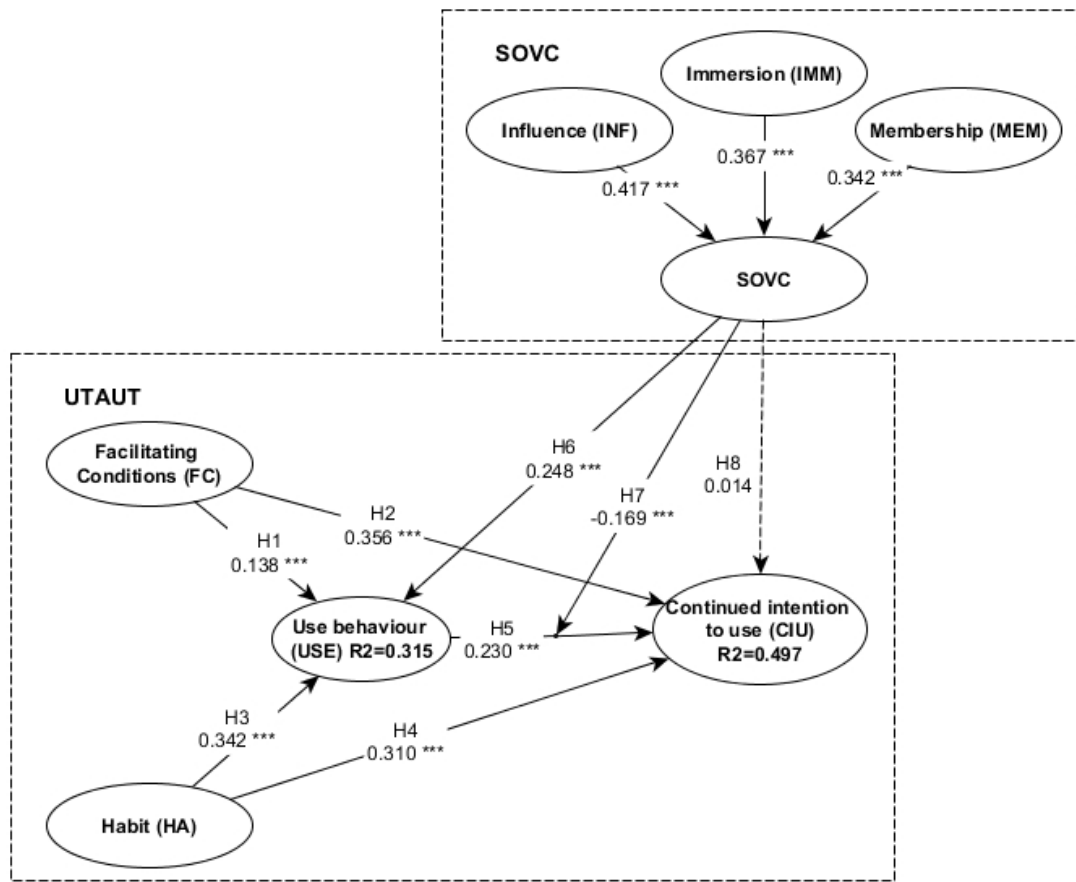 SOVC
Immersion (IMM)
Influence (INF)
Membership (MEM)
0.367 ***
0.417 ***
0.342 ***
SOVC
UTAUT
Facilitating
Conditions (FC)
H6
0.248 ***
H8
0.014
H7
-0.169 ***
H2
0.356 ***
H1
0.138 ***
Use behaviour
(USE) R2=0.315
H5
0.230 ***
Continued intention
to use (CIU)
R2=0.497
H3
0.342 ***
H4
0.310 ***
Habit (HA)